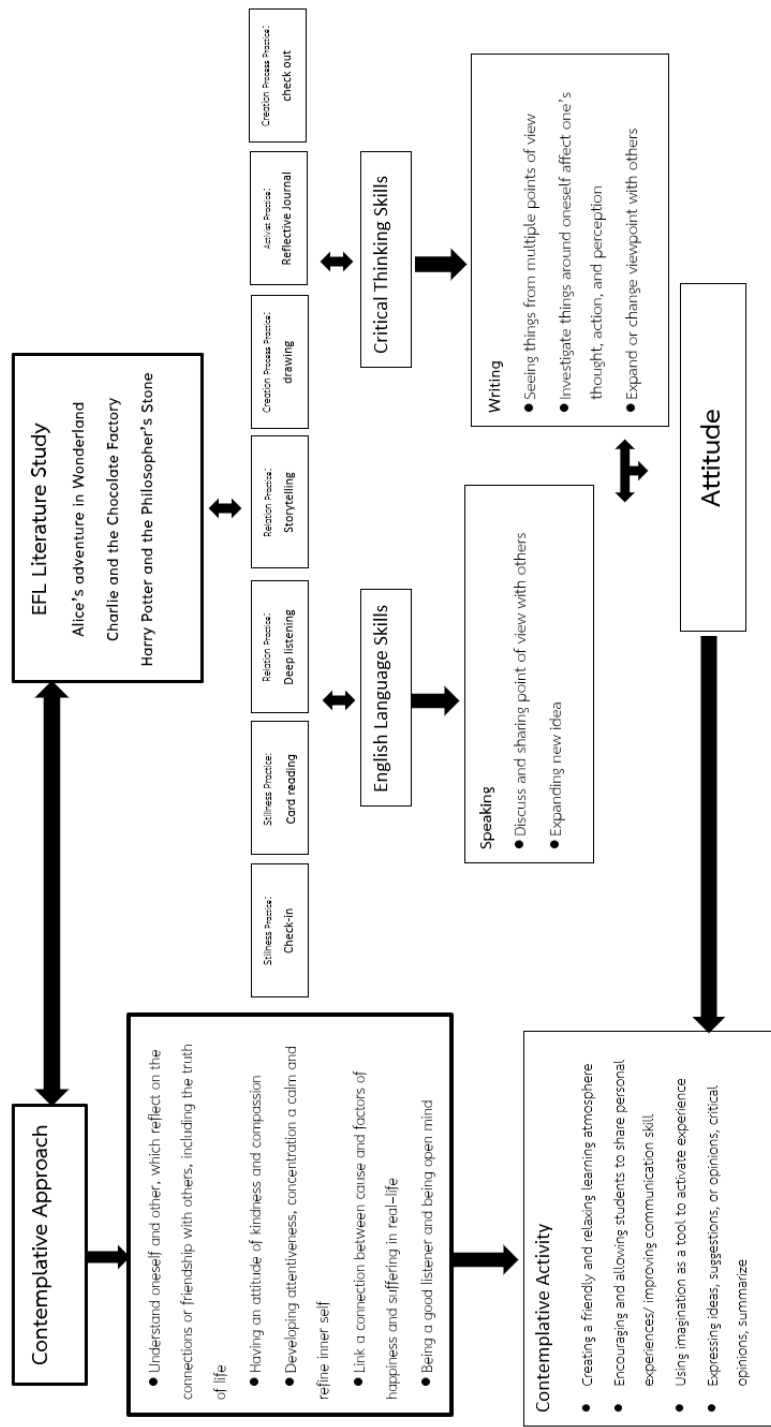 Contemplative Approach
● Understand oneself and other, which reflect on the
connections or friendship with others, including the truth
of life
● Having an attitude of kindness and compassion
● Developing attentiveness, concentration a calm and
refine inner self
● Link a connection between cause and factors of
happiness and suffering in real-life
● Being a good listener and being open mind
Contemplative Activity
● Creating a friendly and relaxing learning atmosphere
● Encouraging and allowing students to share personal
experiences/ improving communication skill
● Using imagination as a tool to activate experience
● Expressing ideas, suggestions, or opinions, critical
opinions, summarize
EFL Literature Study
Alice's adventure in Wonderland
Charlie and the Chocolate Factory
Harry Potter and the Philosopher's Stone
Stillness Practice:
Check-in
Stillness Practice:
Card reading
Relation Practice:
Deep listening
Relation Practice:
Storytelling
Creation Process Practice:
drawing
Activist Practice:
Reflective Journal
Creation Process Practice:
check out
English Language Skills
Critical Thinking Skills
Speaking
● Discuss and sharing point of view with others
● Expanding new idea
Writing
● Seeing things from multiple points of view
● Investigate things around oneself affect one's
thought, action, and perception
● Expand or change viewpoint with others
Attitude